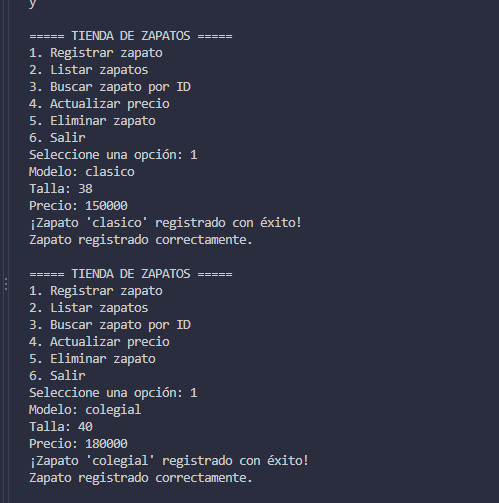 y
===== TIENDA DE ZAPATOS =====
1. Registrar zapato
2. Listar zapatos
3. Buscar zapato por ID
4. Actualizar precio
5. Eliminar zapato
6. Salir
Seleccione una opción: 1
Modelo: clasico
Talla: 38
Precio: 150000
¡Zapato 'clasico' registrado con éxito!
Zapato registrado correctamente.
===== TIENDA DE ZAPATOS =====
1. Registrar zapato
2. Listar zapatos
3. Buscar zapato por ID
4. Actualizar precio
5. Eliminar zapato
6. Salir
Seleccione una opción: 1
Modelo: colegial
Talla: 40
Precio: 180000
¡Zapato 'colegial' registrado con éxito!
Zapato registrado correctamente.